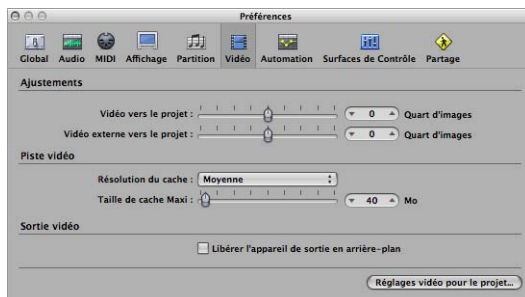 Préférences
Global Audio MIDI Affichage Partition Vidéo Automation Surfaces de Contrôle Partage
Ajustements
Vidéo vers le projet : 0 Quart d'images
Vidéo externe vers le projet : 0 Quart d'images
Piste vidéo
Résolution du cache : Moyenne
Taille de cache Maxi : 40 Mo
Sortie vidéo
Libérer l'appareil de sortie en arrière-plan
Réglages vidéo pour le projet...